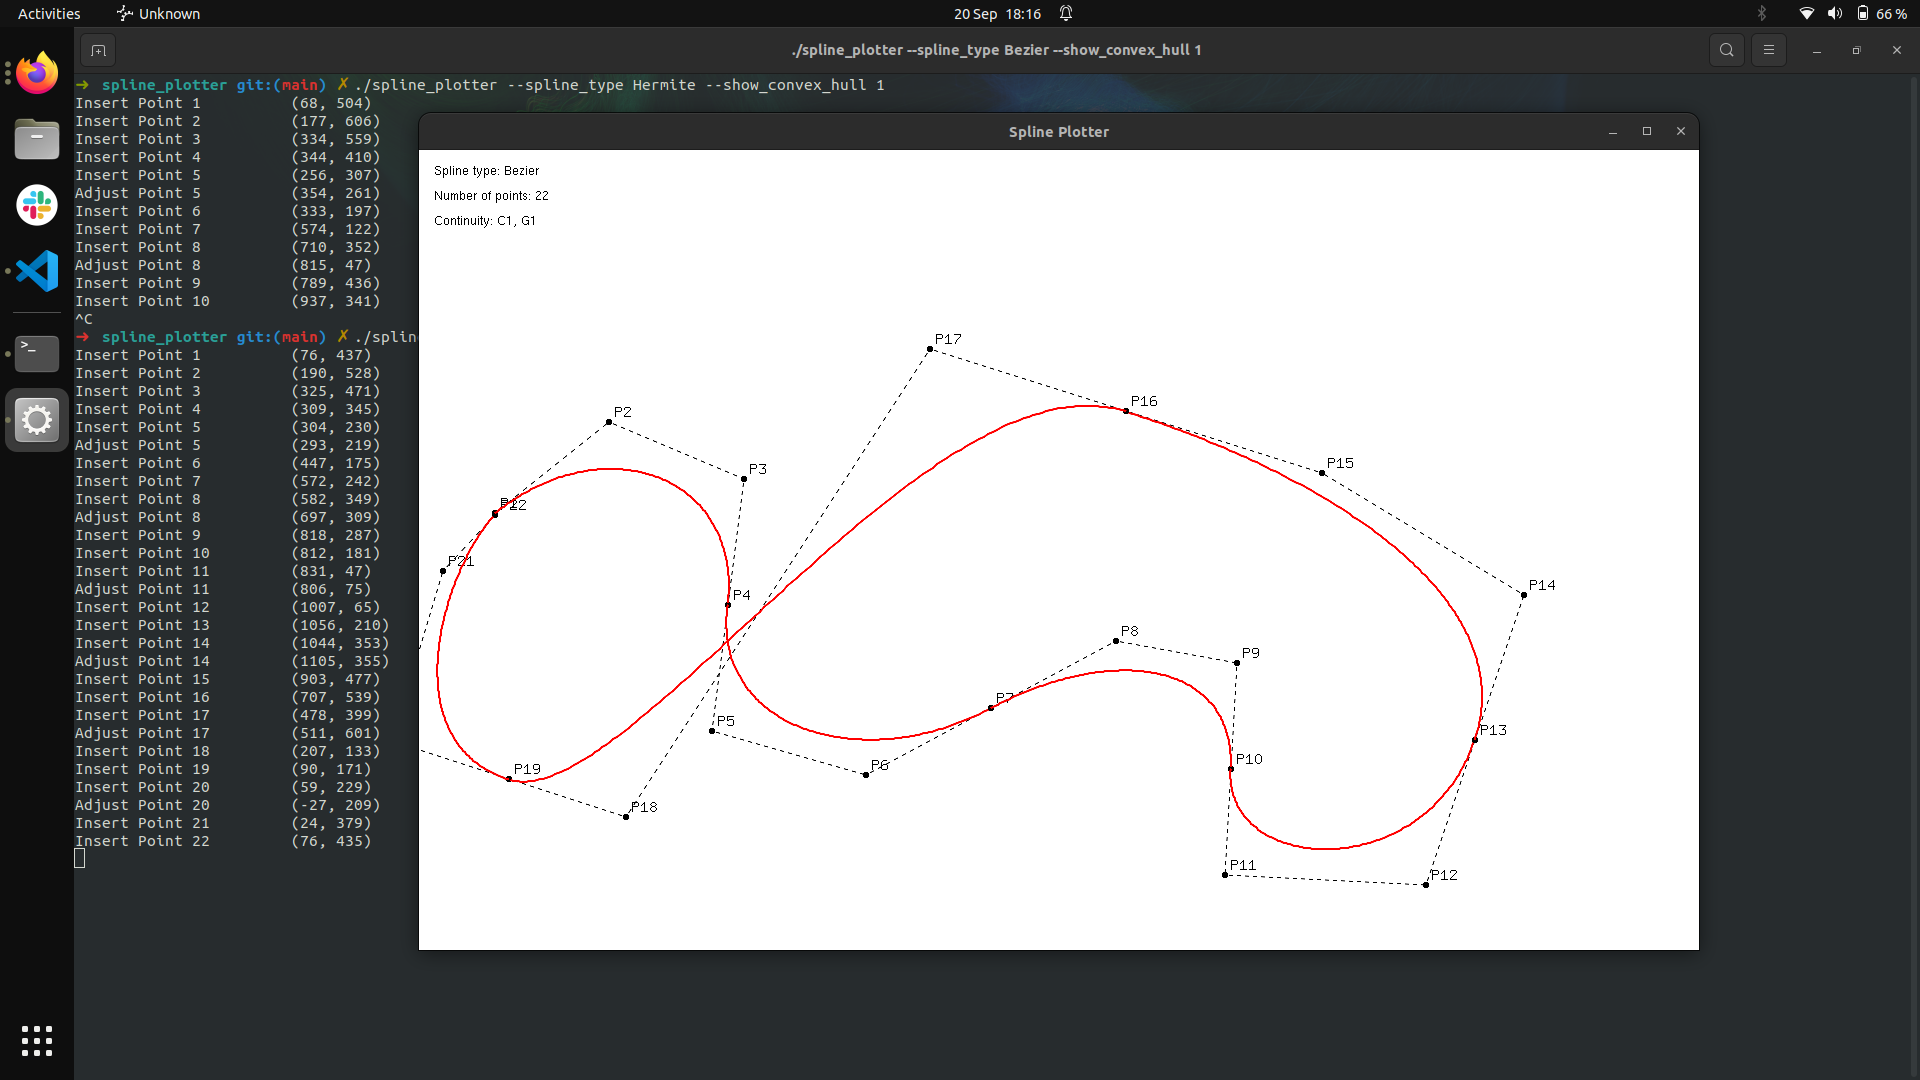 Activities
Unknown
20 Sep 18:16
66 %
./spline_plotter --spline_type Bezier --show_convex_hull 1
➜ spline_plotter git:(main) ✗ ./spline_plotter --spline_type Hermite --show_convex_hull 1
Insert Point 1 (68, 504)
Insert Point 2 (177, 606)
Insert Point 3 (334, 559)
Insert Point 4 (344, 410)
Insert Point 5 (256, 307)
Adjust Point 5 (354, 261)
Insert Point 6 (333, 197)
Insert Point 7 (574, 122)
Insert Point 8 (710, 352)
Adjust Point 8 (815, 47)
Insert Point 9 (789, 436)
Insert Point 10 (937, 341)
^C
➜ spline_plotter git:(main) ✗ ./splin
Insert Point 1 (76, 437)
Insert Point 2 (190, 528)
Insert Point 3 (325, 471)
Insert Point 4 (309, 345)
Insert Point 5 (304, 230)
Adjust Point 5 (293, 219)
Insert Point 6 (447, 175)
Insert Point 7 (572, 242)
Insert Point 8 (582, 349)
Adjust Point 8 (697, 309)
Insert Point 9 (818, 287)
Insert Point 10 (812, 181)
Insert Point 11 (831, 47)
Adjust Point 11 (806, 75)
Insert Point 12 (1007, 65)
Insert Point 13 (1056, 210)
Insert Point 14 (1044, 353)
Adjust Point 14 (1105, 355)
Insert Point 15 (903, 477)
Insert Point 16 (707, 539)
Insert Point 17 (478, 399)
Adjust Point 17 (511, 601)
Insert Point 18 (207, 133)
Insert Point 19 (90, 171)
Insert Point 20 (59, 229)
Adjust Point 20 (-27, 209)
Insert Point 21 (24, 379)
Insert Point 22 (76, 435)
Spline Plotter
Spline type: Bezier
Number of points: 22
Continuity: C1, G1
P17
P16
P2
P15
P3
P21
P14
P4
P8
P9
P7
P5
P13
P10
P6
P19
P18
P11
P12